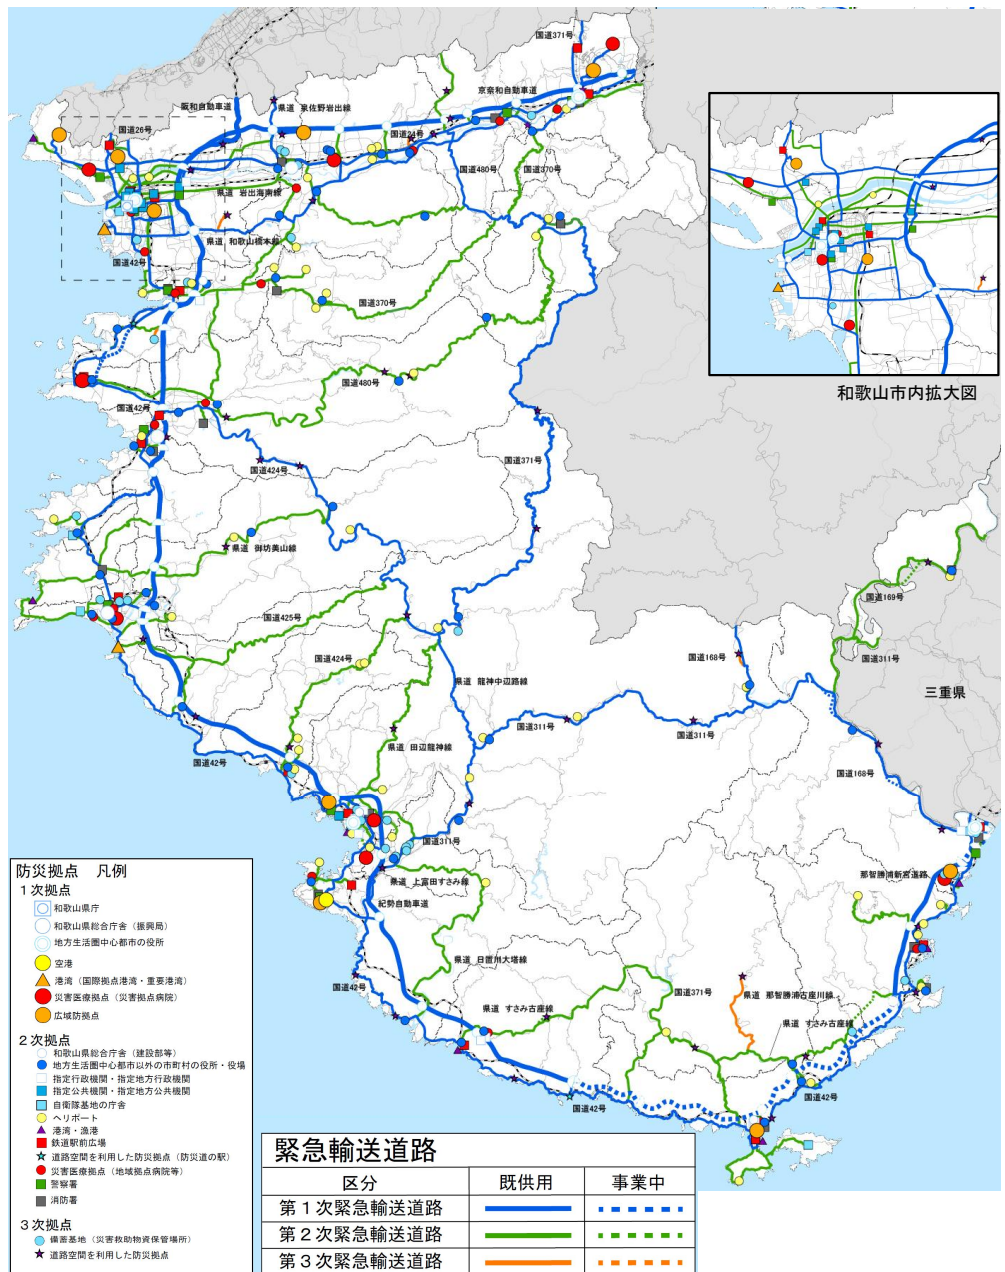 国道371号
京奈和自動車道
阪和自動車道
県道 泉佐野岩出線
国道26号
国道24号
国道480号
国道370号
県道 岩出海南線
県道 和歌山橋本線
国道42号
国道370号
和歌山市内拡大図
国道480号
国道42号
国道371号
国道424号
県道 御坊美山線
国道169号
国道425号
国道311号
国道424号
国道168号
県道 龍神中辺路線
三重県
国道311号
国道311号
県道 田辺龍神線
国道42号
国道168号
国道311号
那智勝浦新宮道路
県道 上富田すさみ線
紀勢自動車道
県道 日置川大塔線
国道42号
国道371号
県道 那智勝浦古座川線
県道 すさみ古座線
県道 すさみ古座線
国道42号
国道42号
防災拠点 凡例
1次拠点
和歌山県庁
和歌山県総合庁舎（振興局）
地方生活圏中心都市の役所
空港
港湾（国際拠点港湾・重要港湾）
災害医療拠点（災害拠点病院）
広域防拠点
2次拠点
和歌山県総合庁舎（建設部等）
地方生活圏中心都市以外の市町村の役所・役場
指定行政機関・指定地方行政機関
指定公共機関・指定地方公共機関
自衛隊基地の庁舎
ヘリポート
港湾・漁港
鉄道駅前広場
道路空間を利用した防災拠点（防災道の駅）
災害医療拠点（地域拠点病院等）
警察署
消防署
3次拠点
備蓄基地（災害救助物資保管場所）
道路空間を利用した防災拠点
緊急輸送道路
区分 既供用 事業中
第１次緊急輸送道路
第２次緊急輸送道路
第３次緊急輸送道路